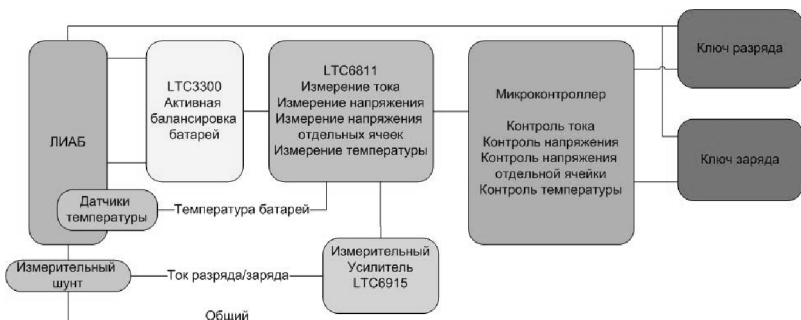 ЛИАБ
LTC3300
Активная
балансировка
батарей
LTC6811
Измерение тока
Измерение напряжения
Измерение напряжения
отдельных ячеек
Измерение температуры
Микроконтроллер
Контроль тока
Контроль напряжения
Контроль напряжения
отдельной ячейки
Контроль температуры
Ключ разряда
Ключ заряда
Датчики
температуры
Температура батарей
Измерительный
шунт
Ток разряда/заряда
Измерительный
Усилитель
LTC6915
Общий